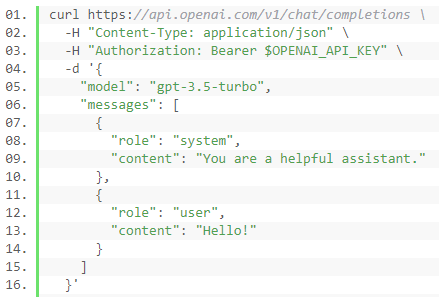 01. curl https://api.openai.com/v1/chat/completions \
02.   -H "Content-Type: application/json" \
03.   -H "Authorization: Bearer $OPENAI_API_KEY" \
04.   -d '{
05.     "model": "gpt-3.5-turbo",
06.     "messages": [
07.       {
08.         "role": "system",
09.         "content": "You are a helpful assistant."
10.       },
11.       {
12.         "role": "user",
13.         "content": "Hello!"
14.       }
15.     ]
16.   }'